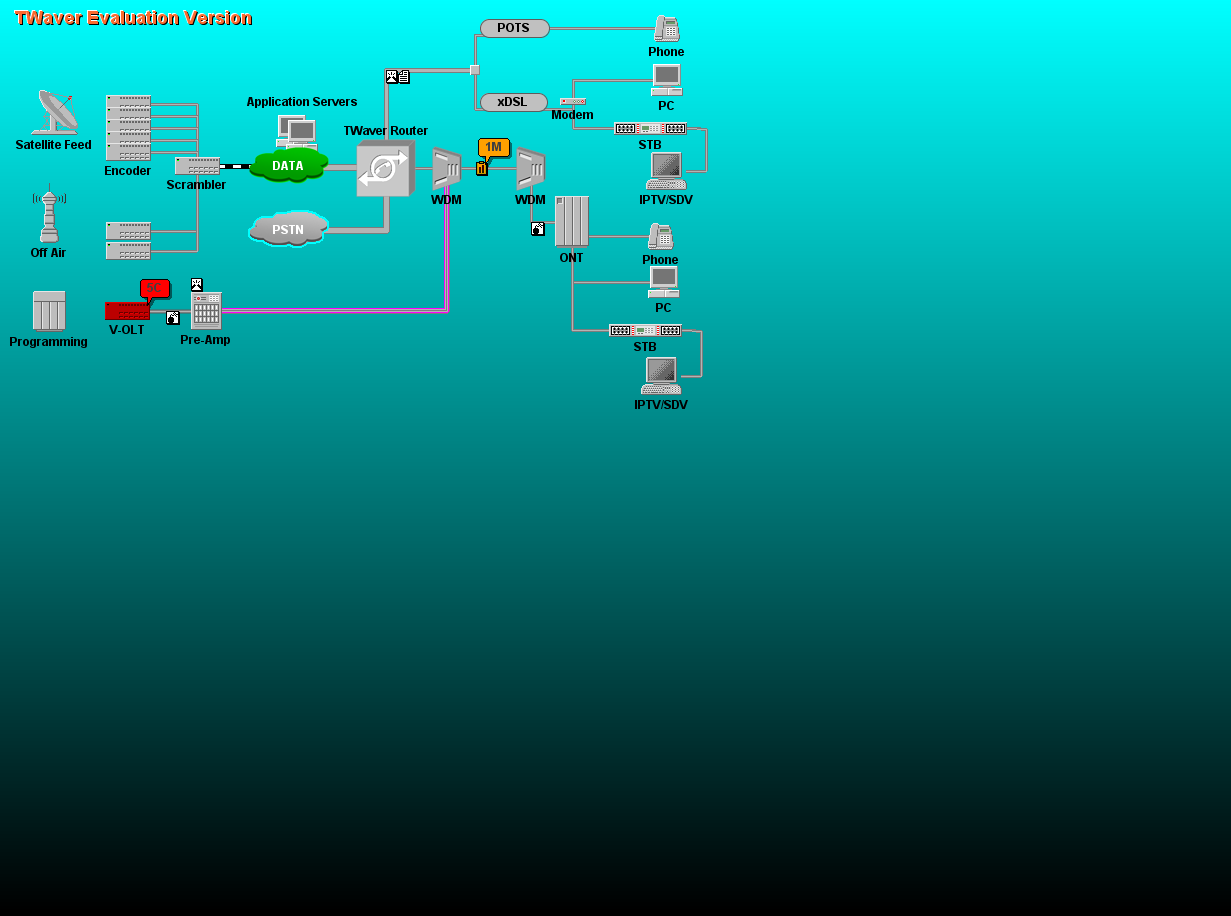 TWaver Evaluation Version
POTS
Phone
PC
Application Servers
xDSL
Modem
TWaver Router
STB
Satellite Feed
Encoder
Scrambler
DATA
1M
WDM
WDM
IPTV/SDV
PSTN
Off Air
ONT
Phone
PC
5C
V-OLT
Pre-Amp
Programming
STB
IPTV/SDV